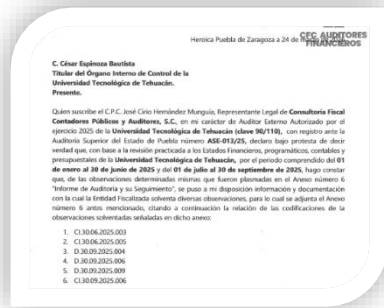 CFC AUDITORES
FINANCIEROS
Heroica Puebla de Zaragoza a 24 de
C. César Espinoza Bautista
Titular del Órgano Interno de Control de la
Universidad Tecnológica de Tehuacán.
Presente.
Quien suscribe el C.P.C. José Cirio Hernández Munguía, Representante Legal de Consultoría Fiscal
Contadores Públicos y Auditores, S.C., en mi carácter de Auditor Externo Autorizado por el
ejercicio 2025 de la Universidad Tecnológica de Tehuacán (clave 90/110), con registro ante la
Auditoría Superior del Estado de Puebla número ASE-013/25, declaro bajo protesta de decir
verdad que, con base a la revisión practicada a los Estados Financieros, programáticos, contables y
presupuestales de la Universidad Tecnológica de Tehuacán, por el periodo comprendido del 01
de enero al 30 de junio de 2025 y del 01 de julio al 30 de septiembre de 2025, hago constar
que, de las observaciones determinadas mismas que fueron plasmadas en el Anexo número 6
"Informe de Auditoría y su Seguimiento", se puso a mi disposición información y documentación
con la cual la Entidad Fiscalizada solventa diversas observaciones, para lo cual se adjunta el Anexo
número 6 antes mencionado, citando a continuación la relación de las codificaciones de la
observaciones solventadas señaladas en dicho anexo:
1. CI.30.06.2025.003
2. CI.30.06.2025.005
3. D.30.09.2025.004
4. D.30.09.2025.006
5. D.30.09.2025.009
6. CI.30.09.2025.006